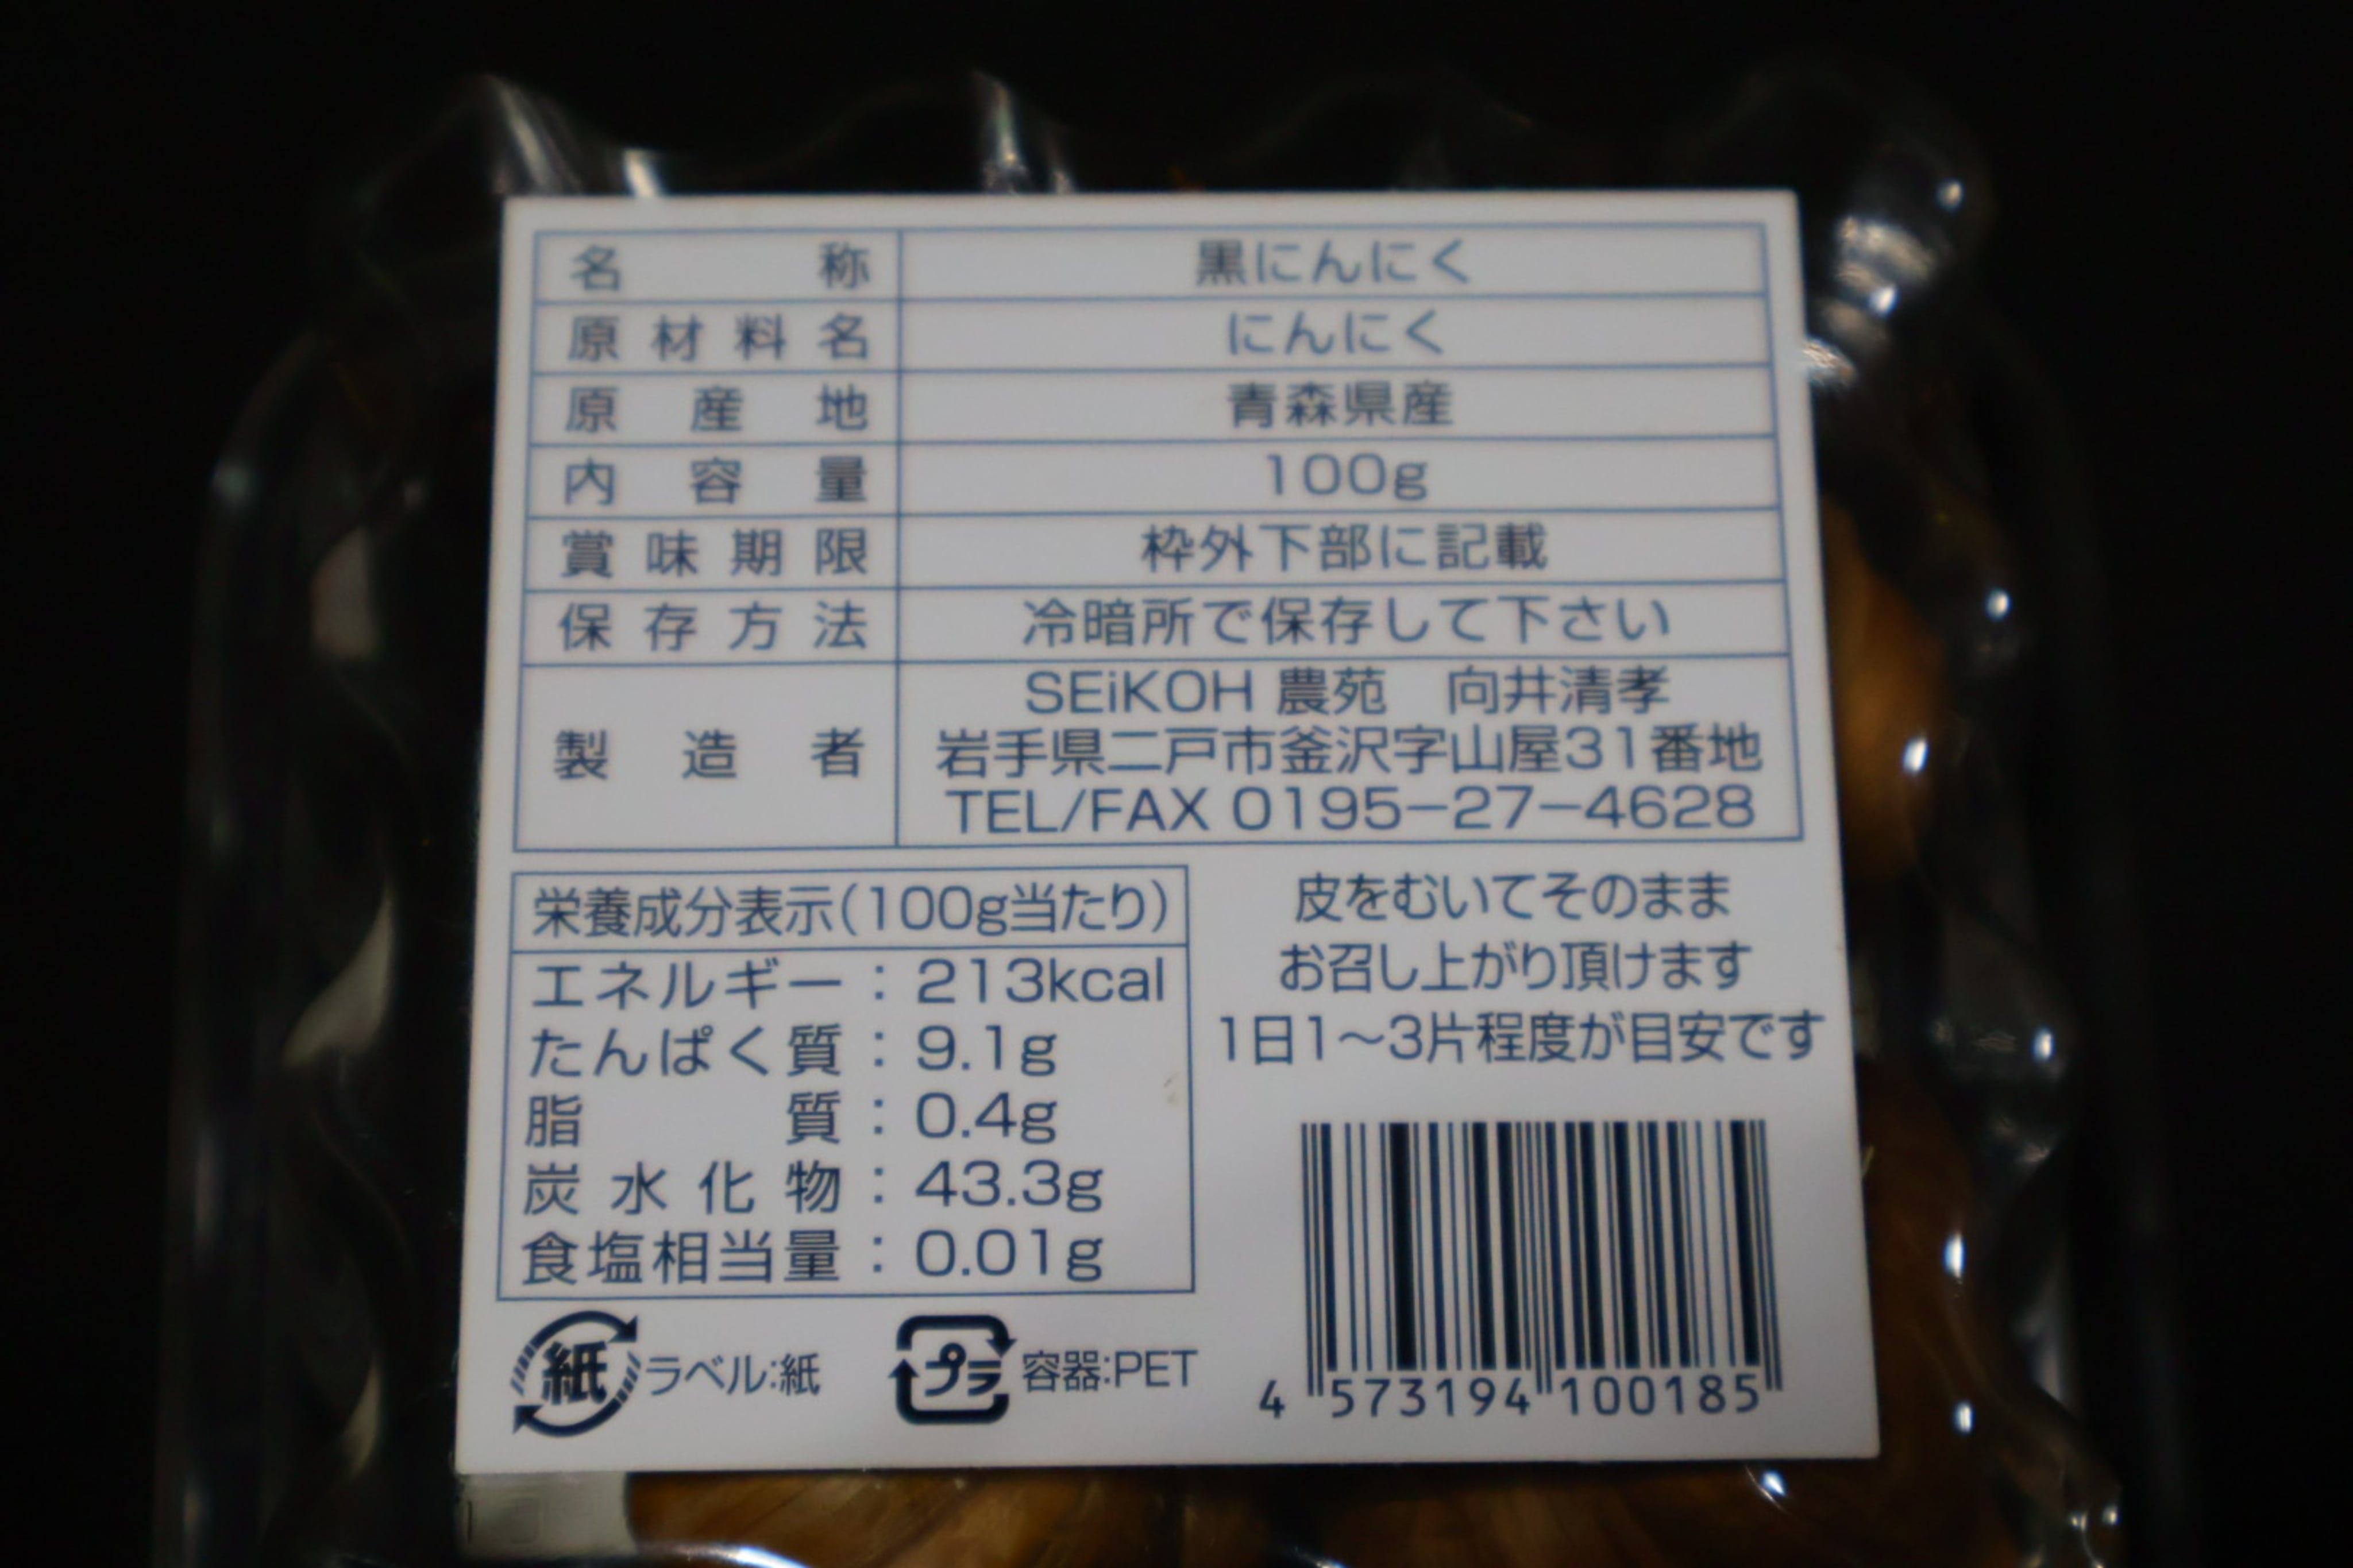 名称 黒にんにく
原材料名 にんにく
原産地 青森県産
内容量 100g
賞味期限 枠外下部に記載
保存方法 冷暗所で保存して下さい
製造者 SEiKOH 農苑 向井清孝
岩手県二戸市釜沢字山屋31番地
TEL/FAX 0195-27-4628
栄養成分表示(100g当たり)
エネルギー:213kcal
たんぱく質:9.1g
脂質:0.4g
炭水化物:43.3g
食塩相当量:0.01g
皮をむいてそのまま
お召し上がり頂けます
1日1～3片程度が目安です
紙 ラベル:紙
プラ 容器:PET
4 573194 100185